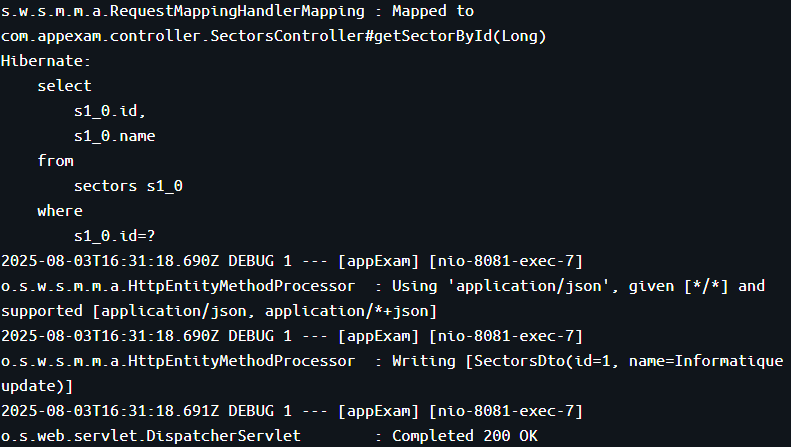 s.w.s.m.m.a.RequestMappingHandlerMapping : Mapped to
com.appexam.controller.SectorsController#getSectorById(Long)
Hibernate:
    select
        s1_0.id,
        s1_0.name
    from
        sectors s1_0
    where
        s1_0.id=?
2025-08-03T16:31:18.690Z DEBUG 1 --- [appExam] [nio-8081-exec-7]
o.s.w.s.m.m.a.HttpEntityMethodProcessor  : Using 'application/json', given [*/*] and
supported [application/json, application/*+json]
2025-08-03T16:31:18.690Z DEBUG 1 --- [appExam] [nio-8081-exec-7]
o.s.w.s.m.m.a.HttpEntityMethodProcessor  : Writing [SectorsDto(id=1, name=Informatique
update)]
2025-08-03T16:31:18.691Z DEBUG 1 --- [appExam] [nio-8081-exec-7]
o.s.web.servlet.DispatcherServlet        : Completed 200 OK